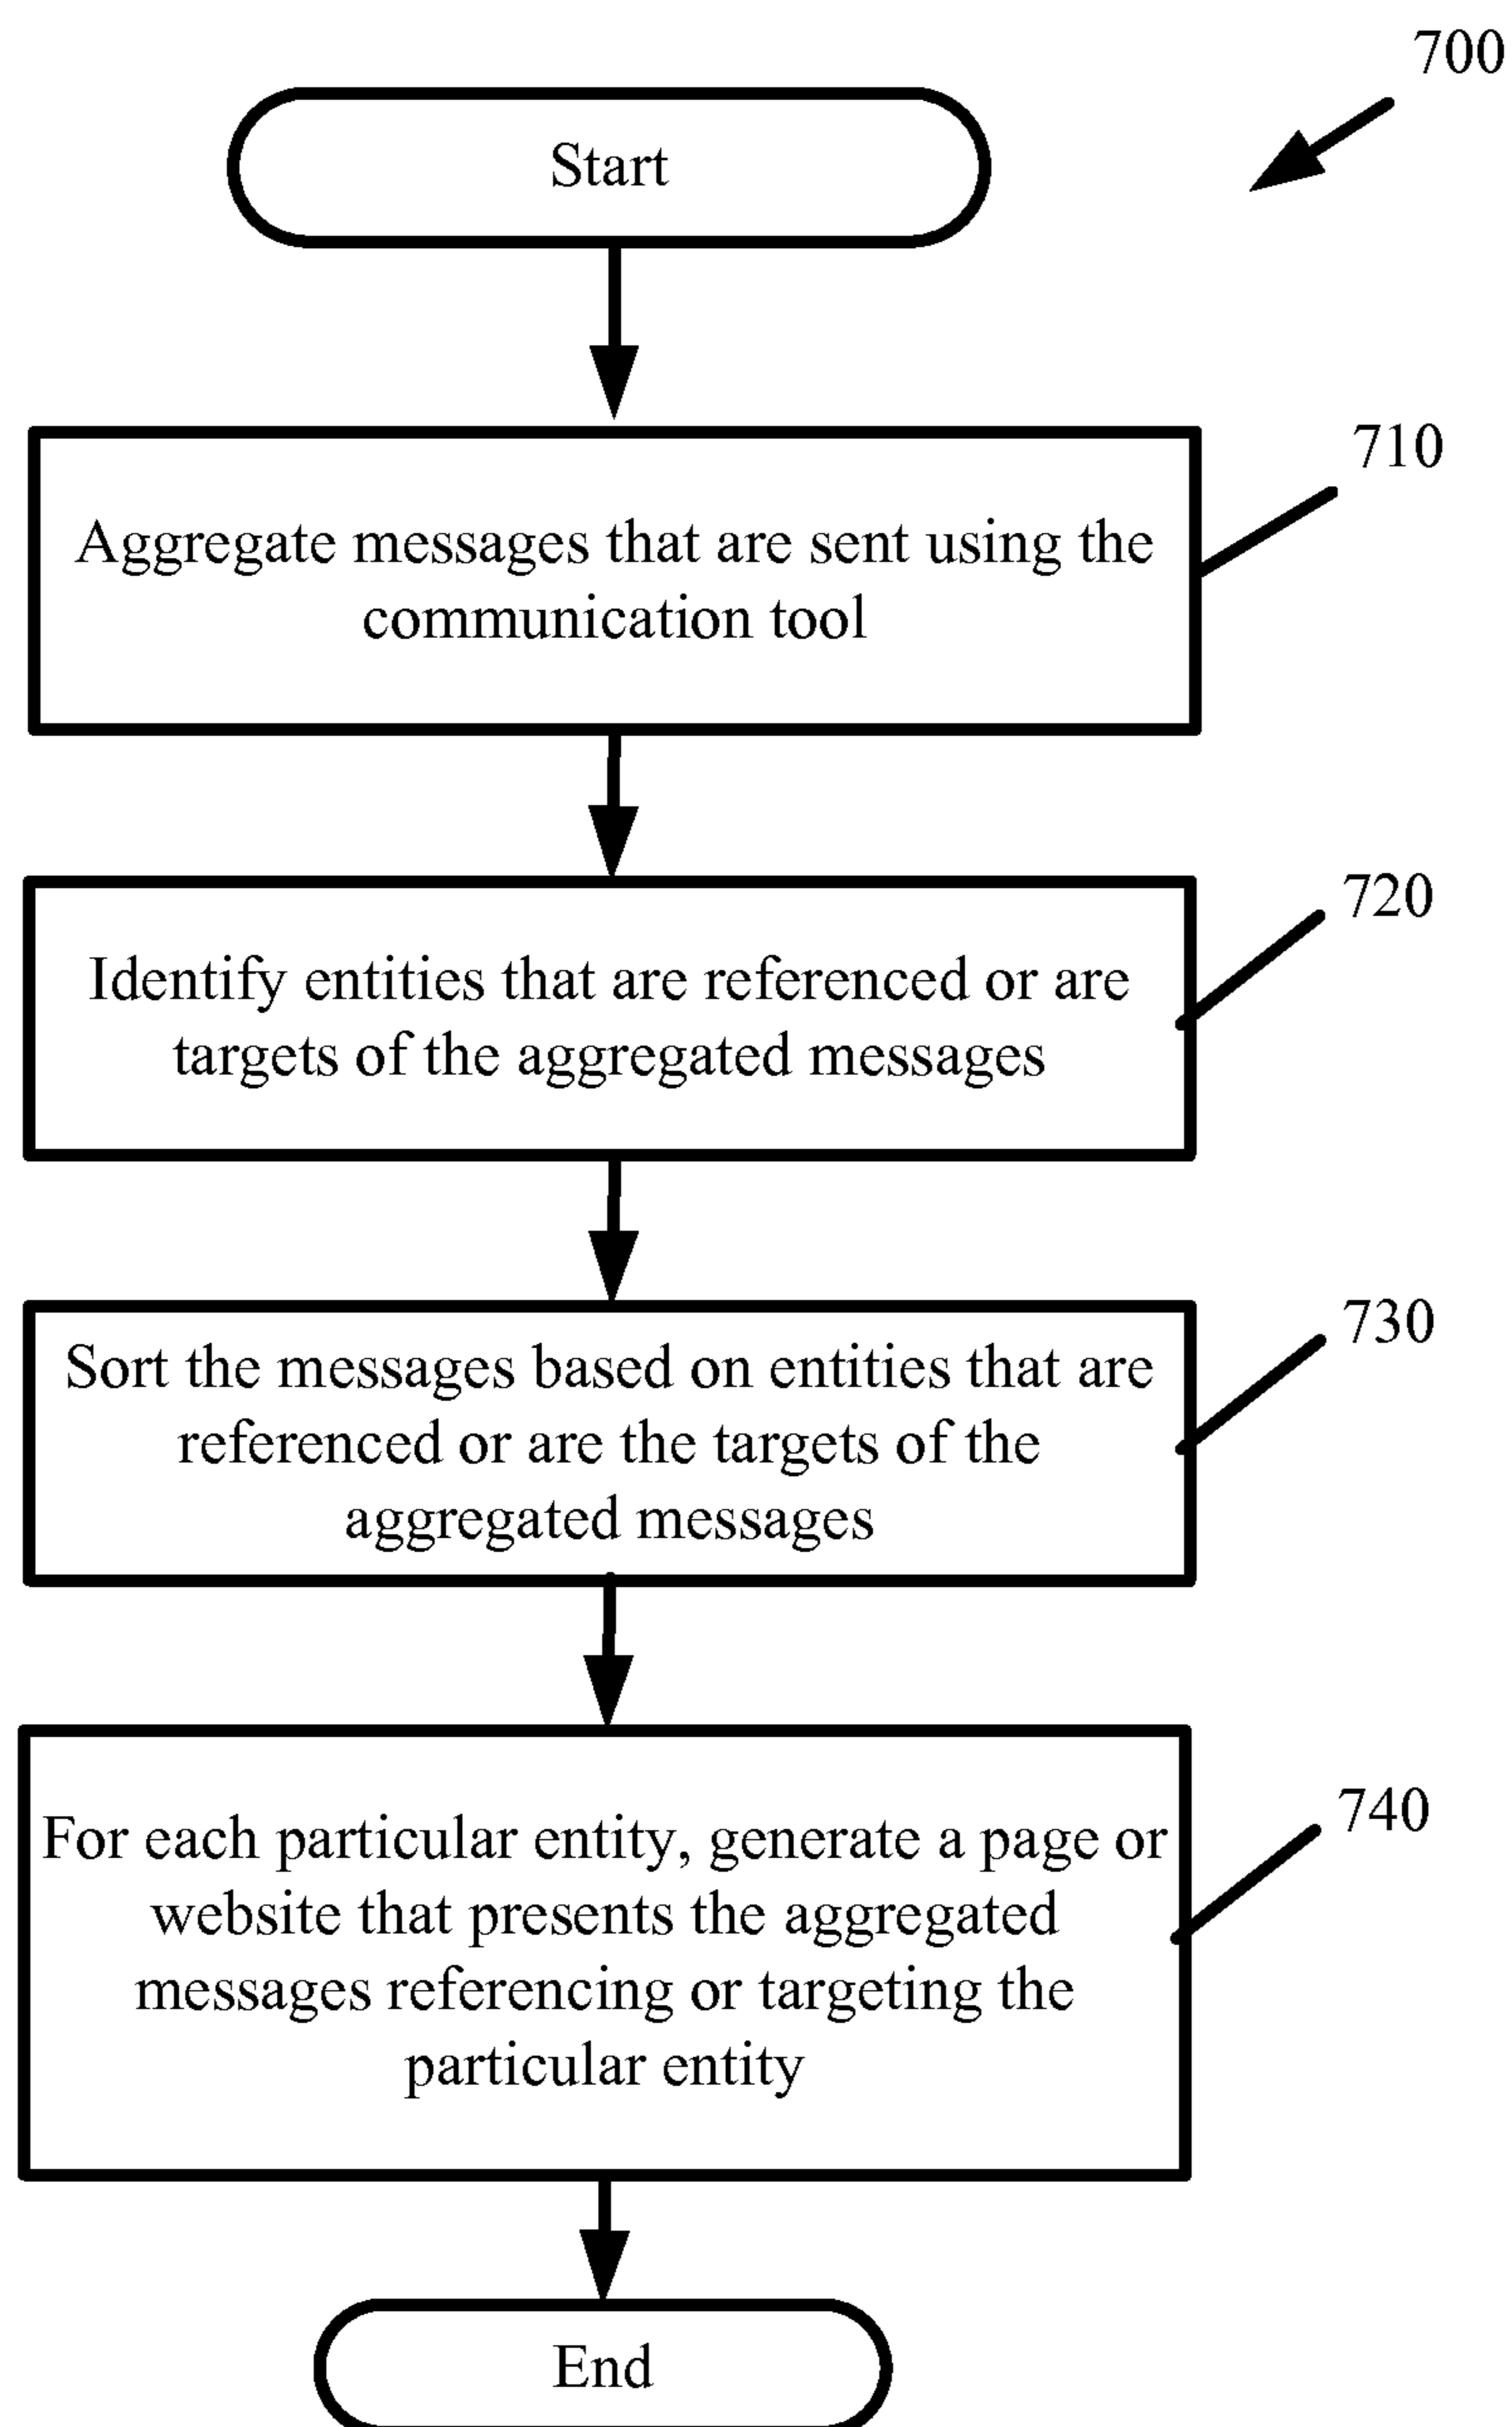 700
Start
710
Aggregate messages that are sent using the
communication tool
720
Identify entities that are referenced or are
targets of the aggregated messages
730
Sort the messages based on entities that are
referenced or are the targets of the
aggregated messages
740
For each particular entity, generate a page or
website that presents the aggregated
messages referencing or targeting the
particular entity
End